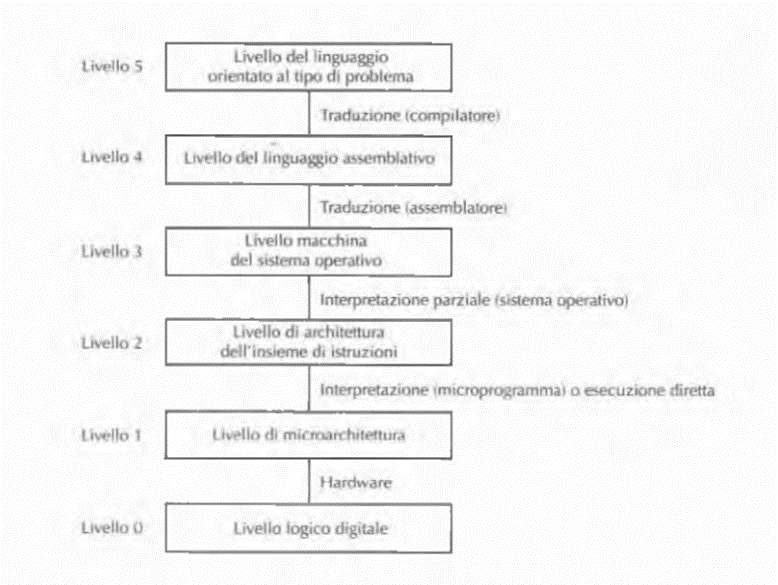 Livello 5
Livello del linguaggio
orientato al tipo di problema
Traduzione (compilatore)
Livello 4
Livello del linguaggio assemblativo
Traduzione (assemblatore)
Livello 3
Livello macchina
del sistema operativo
Interpretazione parziale (sistema operativo)
Livello 2
Livello di architettura
dell'insieme di istruzioni
Interpretazione (microprogramma) o esecuzione diretta
Livello 1
Livello di microarchitettura
Hardware
Livello 0
Livello logico digitale